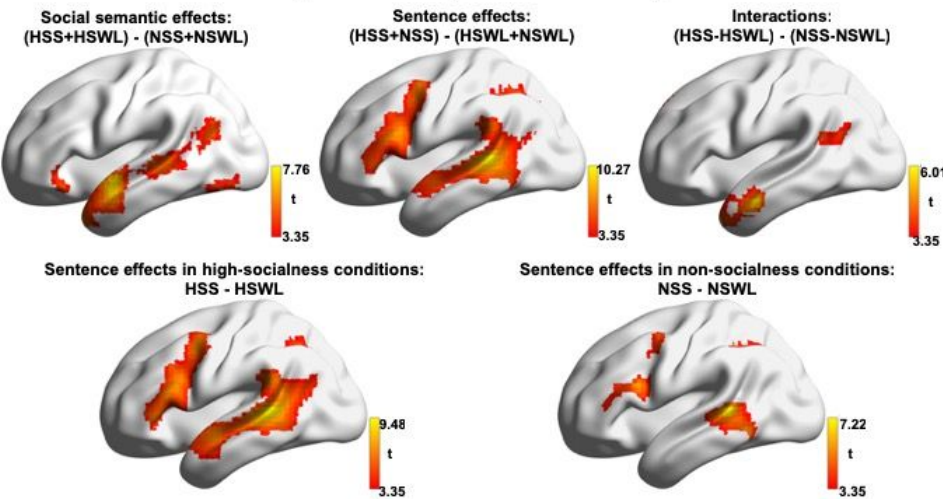 Social semantic effects:
(HSS+HSWL) - (NSS+NSWL)
7.76
t
3.35
Sentence effects:
(HSS+NSS) - (HSWL+NSWL)
10.27
t
3.35
Interactions:
(HSS-HSWL) - (NSS-NSWL)
6.01
t
3.35
Sentence effects in high-socialness conditions:
HSS - HSWL
9.48
t
3.35
Sentence effects in non-socialness conditions:
NSS - NSWL
7.22
t
3.35